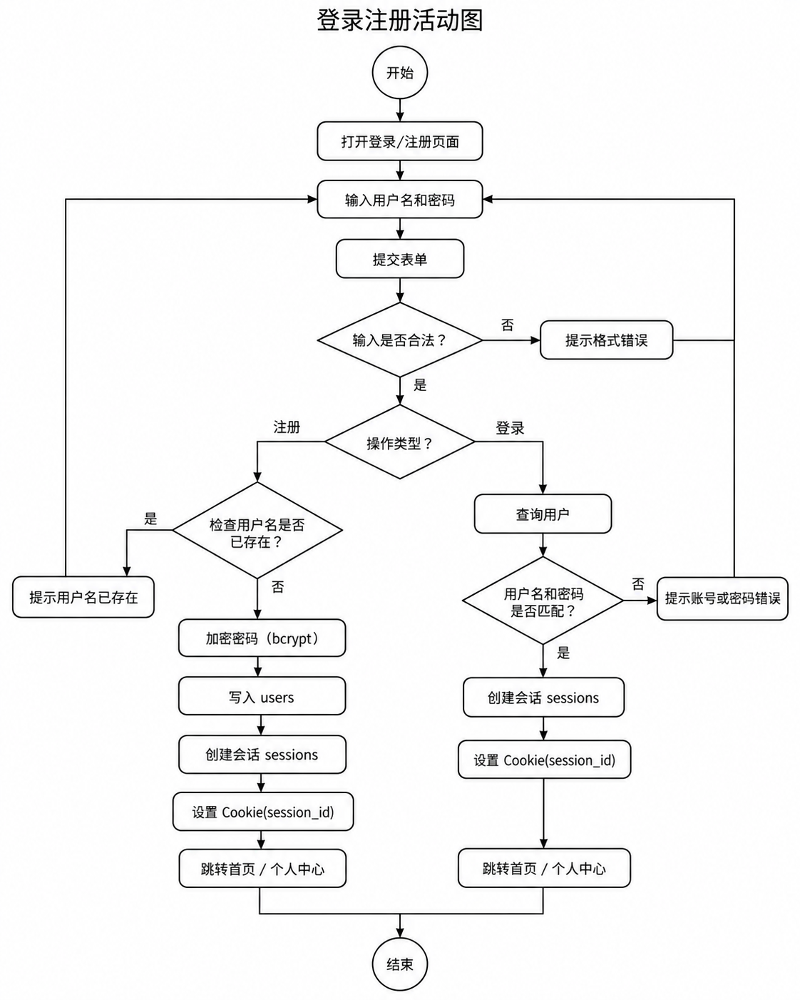 登录注册活动图
开始
打开登录/注册页面
输入用户名和密码
提交表单
输入是否合法？
否
提示格式错误
是
操作类型？
注册
登录
检查用户名是否
已存在？
是
提示用户名已存在
否
加密密码（bcrypt）
写入 users
创建会话 sessions
设置 Cookie(session_id)
跳转首页 / 个人中心
查询用户
用户名和密码
是否匹配？
否
提示账号或密码错误
是
创建会话 sessions
设置 Cookie(session_id)
跳转首页 / 个人中心
结束